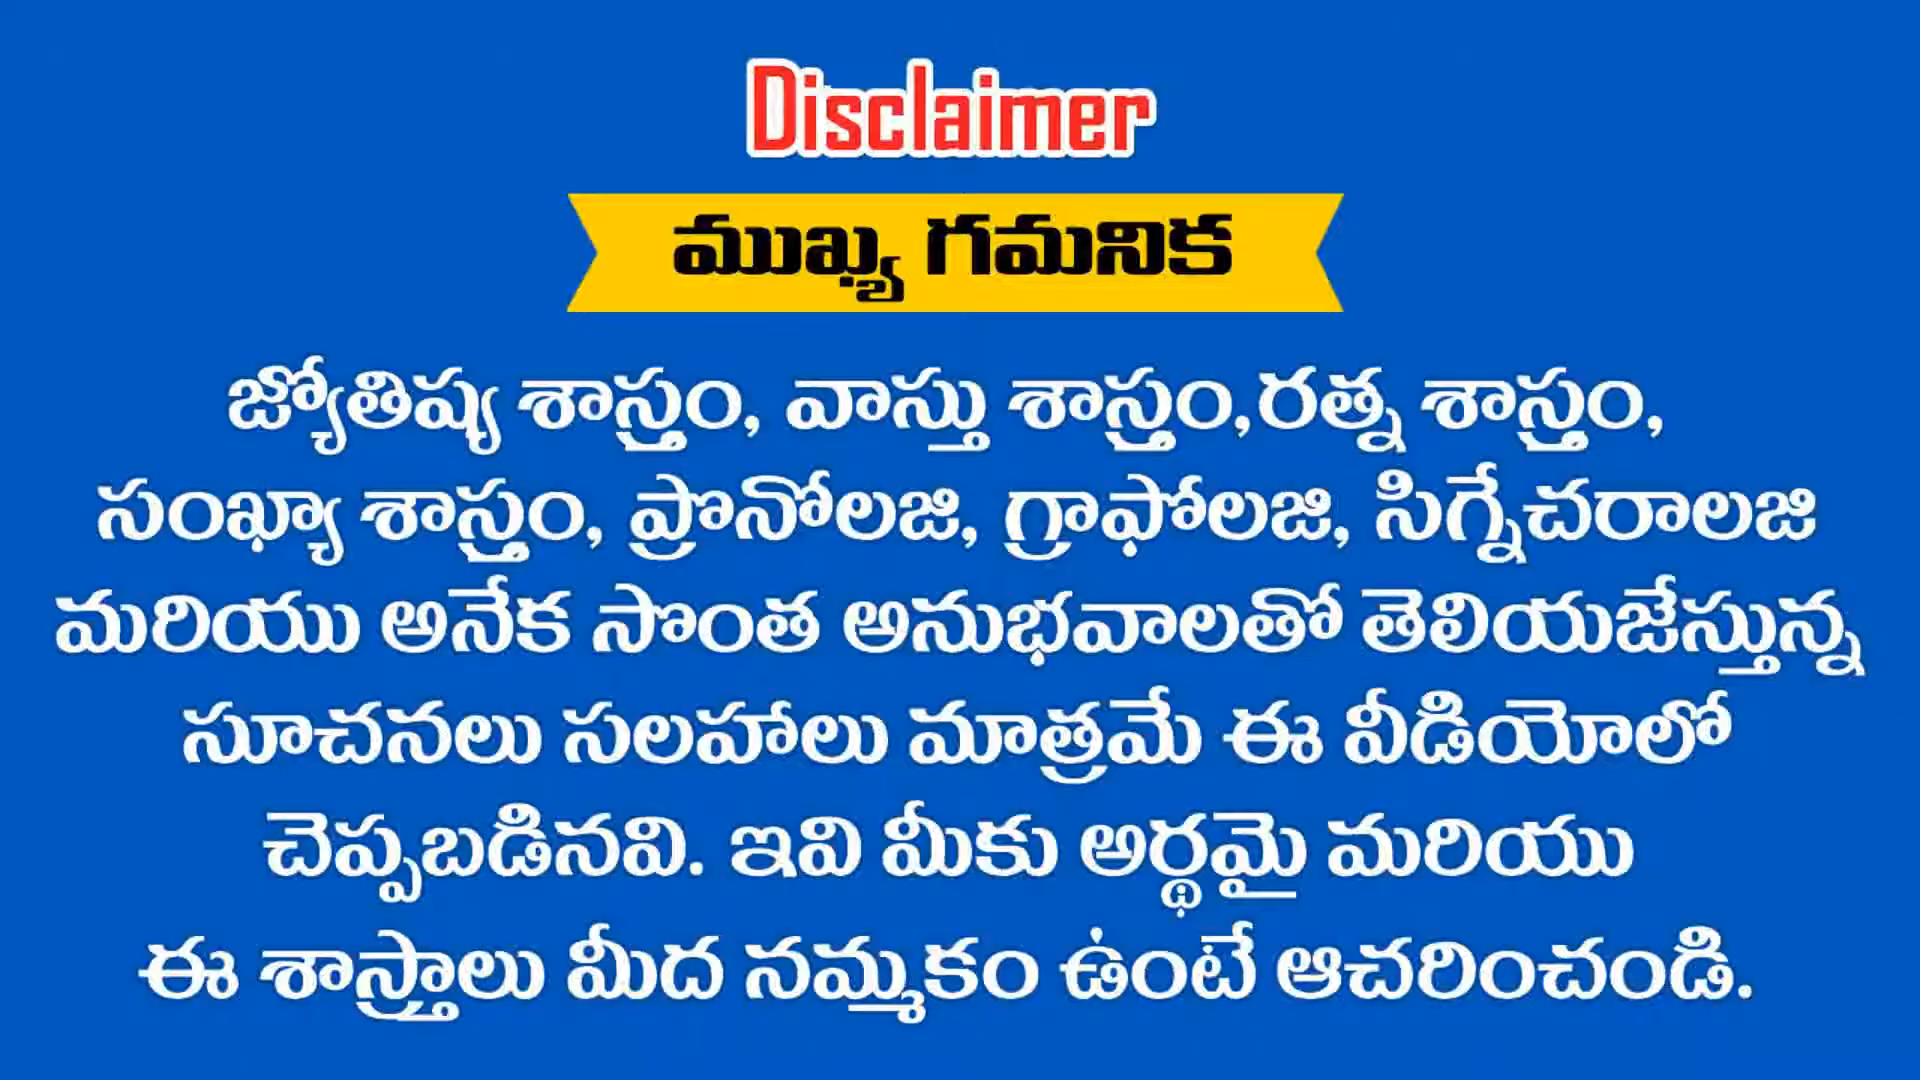 Disclaimer
ముఖ్య గమనిక
జ్యోతిష్య శాస్త్రం, వాస్తు శాస్త్రం,రత్న శాస్త్రం,
సంఖ్యా శాస్త్రం, ప్రొనోలజి, గ్రాఫోలజి, సిగ్నేచరాలజి
మరియు అనేక సొంత అనుభవాలతో తెలియజేస్తున్న
సూచనలు సలహాలు మాత్రమే ఈ వీడియోలో
చెప్పబడినవి. ఇవి మీకు అర్థమై మరియు
ఈ శాస్త్రాలు మీద నమ్మకం ఉంటే ఆచరించండి.